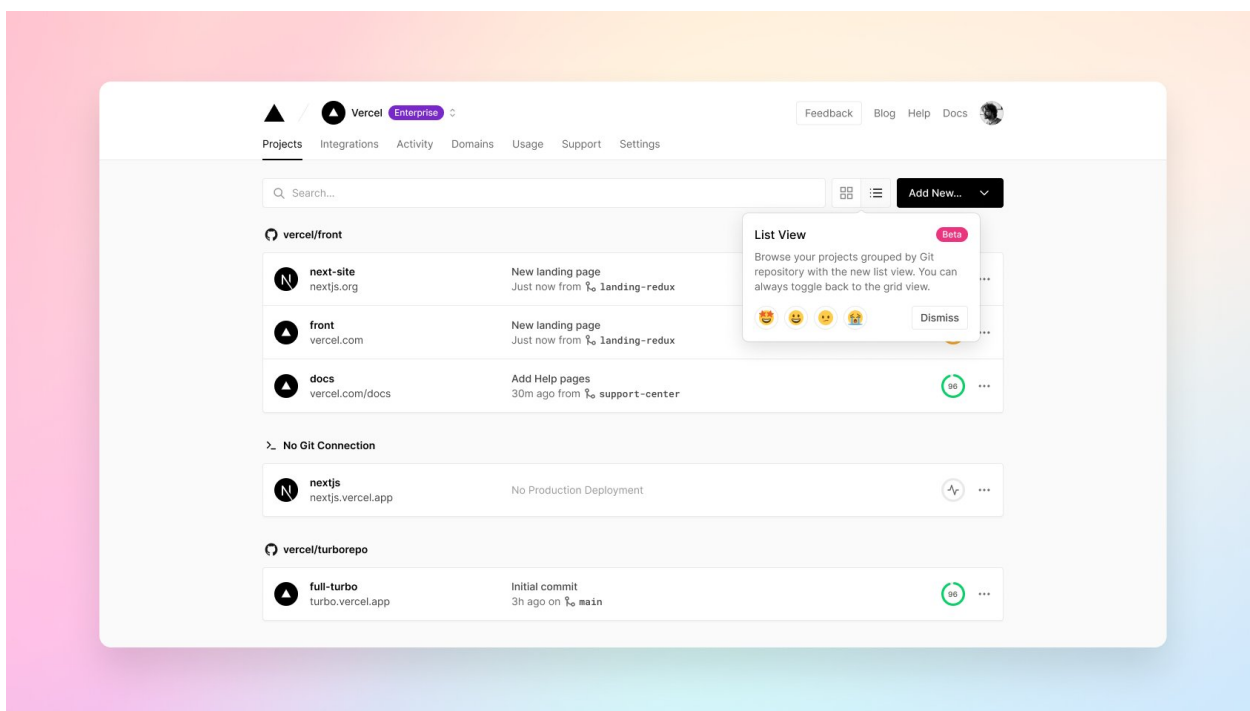 Vercel Enterprise
Feedback Blog Help Docs
Projects Integrations Activity Domains Usage Support Settings
Search...
Add New...
vercel/front
List View Beta
Browse your projects grouped by Git
repository with the new list view. You can
always toggle back to the grid view.
Dismiss
next-site
nextjs.org
New landing page
Just now from landing-redux
front
vercel.com
New landing page
Just now from landing-redux
docs
vercel.com/docs
Add Help pages
30m ago from support-center
96
No Git Connection
nextjs
nextjs.vercel.app
No Production Deployment
vercel/turborepo
full-turbo
turbo.vercel.app
Initial commit
3h ago on main
96